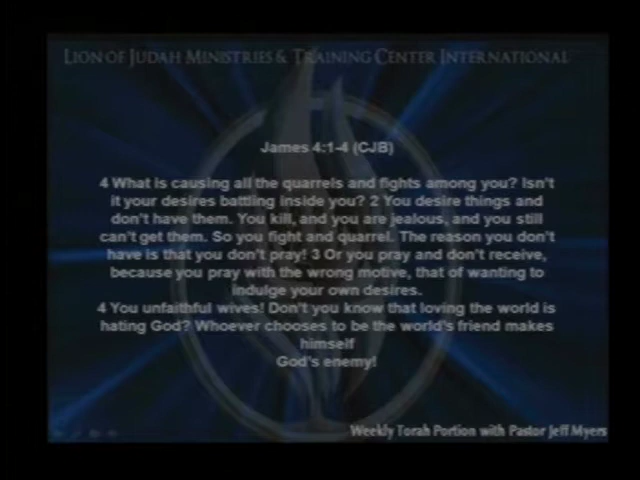 LION OF JUDAH MINISTRIES & TRAINING CENTER INTERNATIONAL
James 4:1-4 (CJB)
4 What is causing all the quarrels and fights among you? Isn't
it your desires battling inside you? 2 You desire things and
don't have them. You kill, and you are jealous, and you still
can't get them. So you fight and quarrel. The reason you don't
have is that you don't pray! 3 Or you pray and don't receive,
because you pray with the wrong motive, that of wanting to
indulge your own desires.
4 You unfaithful wives! Don't you know that loving the world is
hating God? Whoever chooses to be the world's friend makes
himself
God's enemy!
Weekly Torah Portion with Pastor Jeff Myers